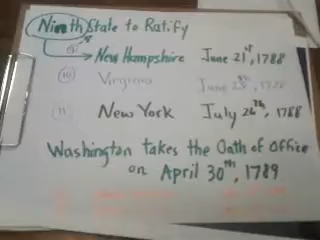 Ninth State to Ratify
(9) New Hampshire June 21st, 1788
(10) Virginia June 25th, 1788
(11) New York July 26th, 1788
Washington takes the Oath of Office
on April 30th, 1789